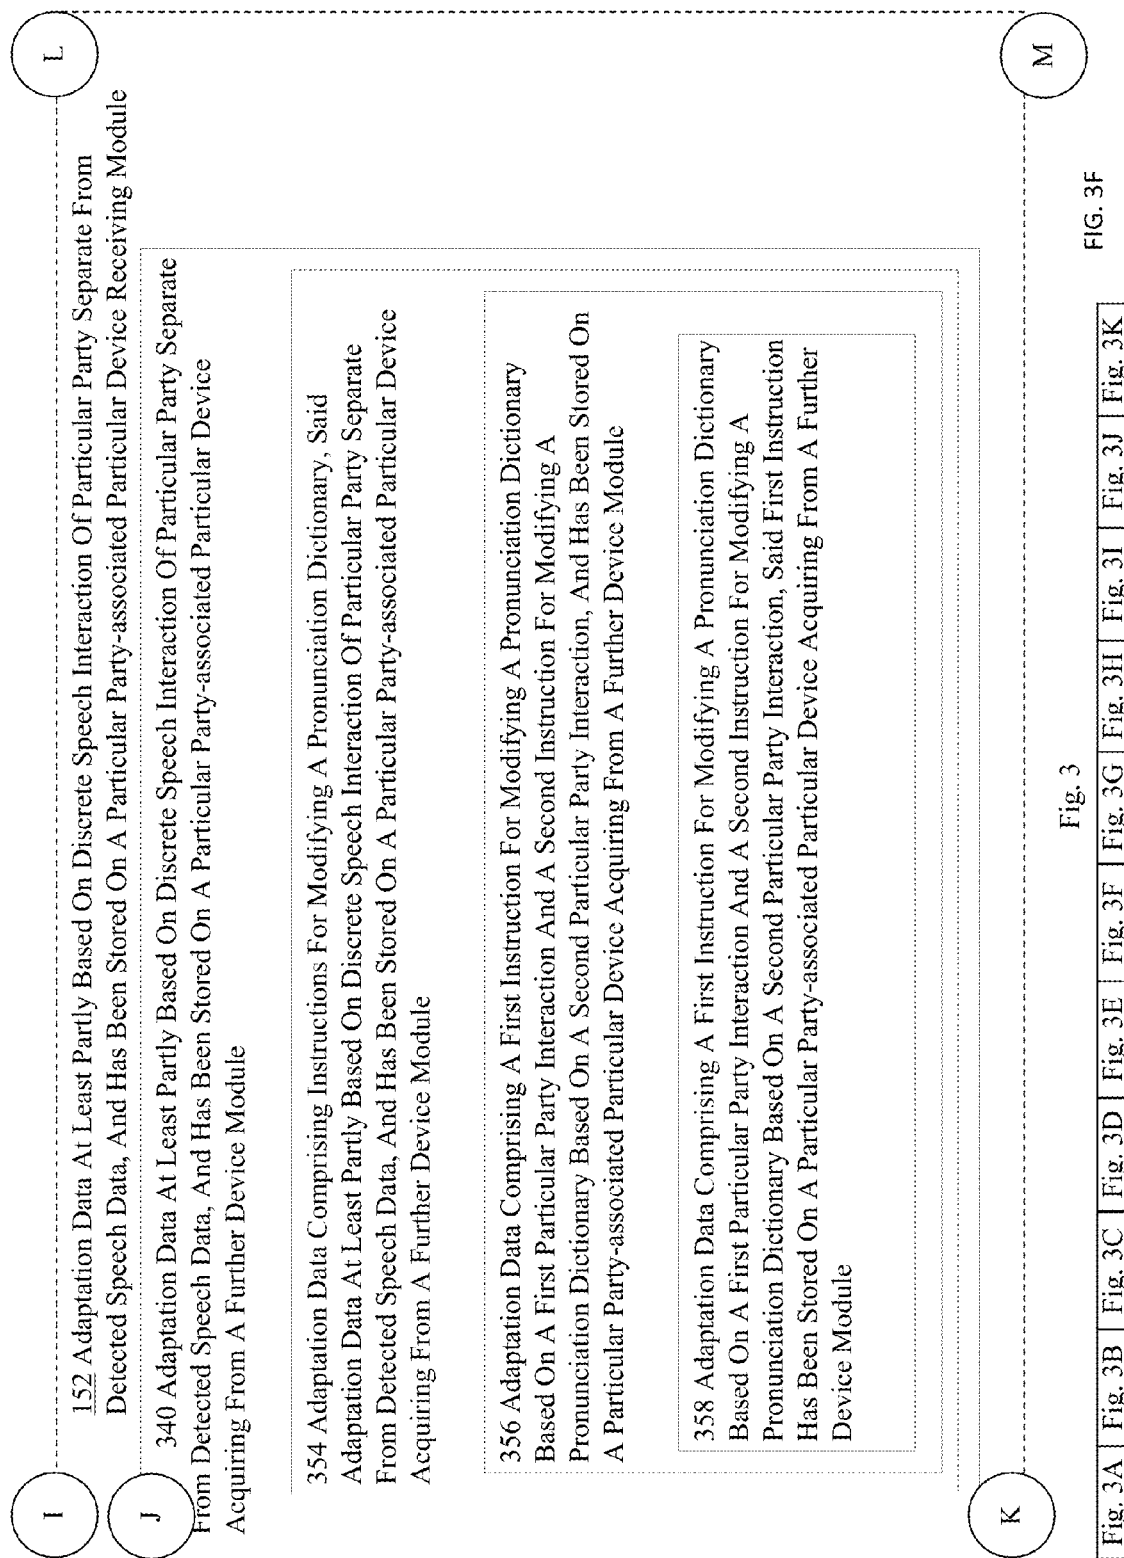 I
L
152 Adaptation Data At Least Partly Based On Discrete Speech Interaction Of Particular Party Separate From
Detected Speech Data, And Has Been Stored On A Particular Party-associated Particular Device Receiving Module
J
340 Adaptation Data At Least Partly Based On Discrete Speech Interaction Of Particular Party Separate
From Detected Speech Data, And Has Been Stored On A Particular Party-associated Particular Device
Acquiring From A Further Device Module
354 Adaptation Data Comprising Instructions For Modifying A Pronunciation Dictionary, Said
Adaptation Data At Least Partly Based On Discrete Speech Interaction Of Particular Party Separate
From Detected Speech Data, And Has Been Stored On A Particular Party-associated Particular Device
Acquiring From A Further Device Module
356 Adaptation Data Comprising A First Instruction For Modifying A Pronunciation Dictionary
Based On A First Particular Party Interaction And A Second Instruction For Modifying A
Pronunciation Dictionary Based On A Second Particular Party Interaction, And Has Been Stored On
A Particular Party-associated Particular Device Acquiring From A Further Device Module
358 Adaptation Data Comprising A First Instruction For Modifying A Pronunciation Dictionary
Based On A First Particular Party Interaction And A Second Instruction For Modifying A
Pronunciation Dictionary Based On A Second Particular Party Interaction, Said First Instruction
Has Been Stored On A Particular Party-associated Particular Device Acquiring From A Further
Device Module
K
M
Fig. 3
FIG. 3F
Fig. 3A Fig. 3B Fig. 3C Fig. 3D Fig. 3E Fig. 3F Fig. 3G Fig. 3H Fig. 3I Fig. 3J Fig. 3K